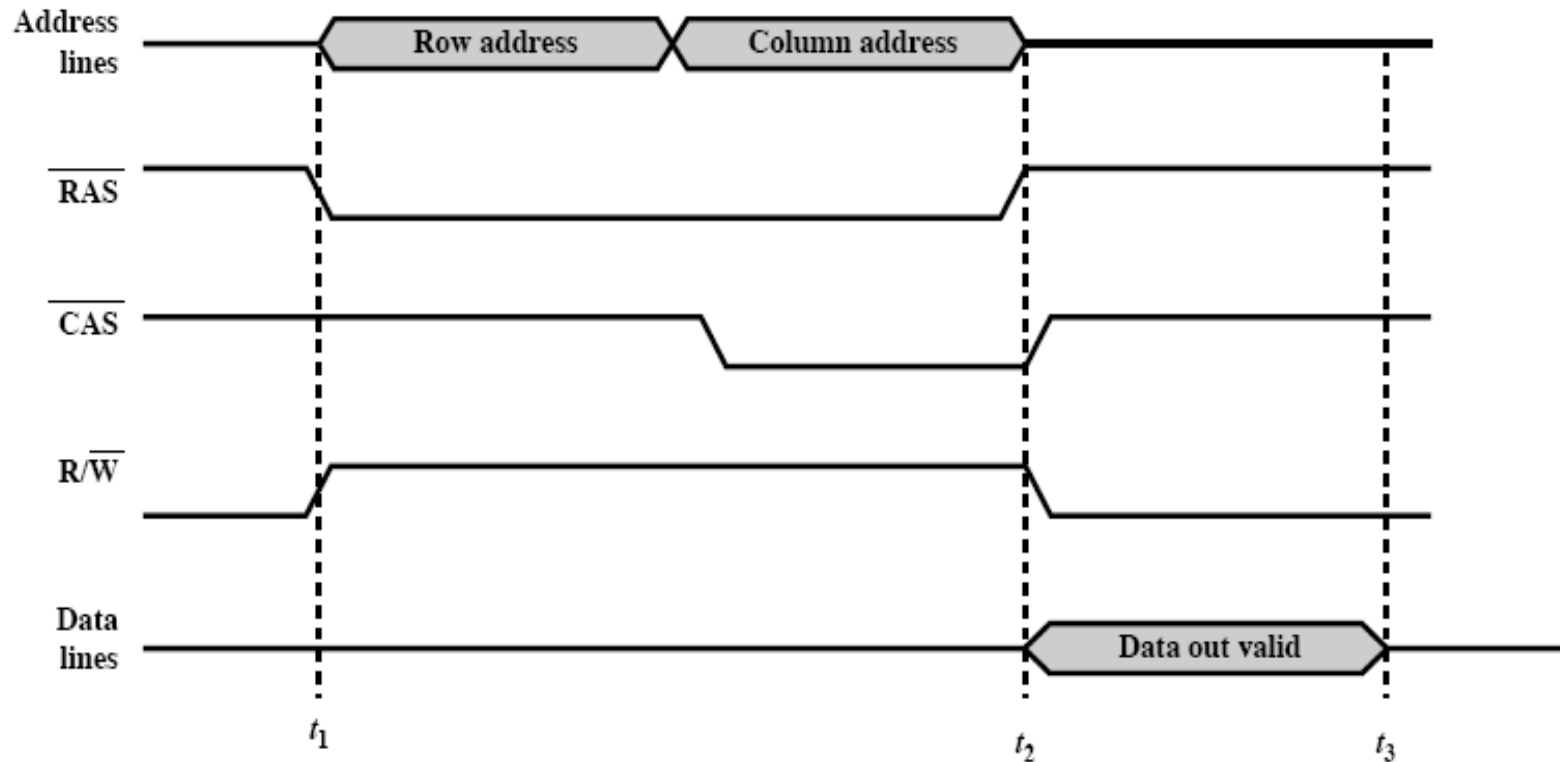 Address
lines
Row address
Column address
RAS
CAS
R/W
Data
lines
Data out valid
t1
t2
t3